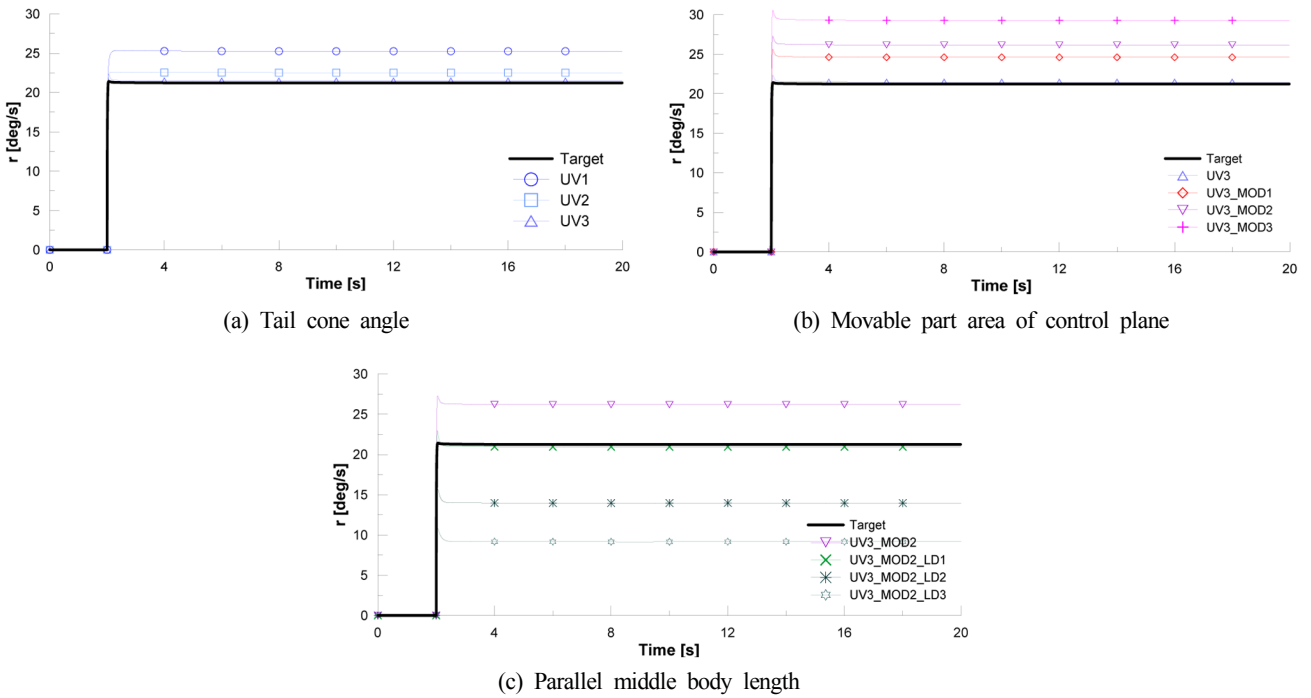 30
25
20
15
10
5
0
r [deg/s]
Target
UV1
UV2
UV3
0 4 8 12 16 20
Time [s]
(a) Tail cone angle
30
25
20
15
10
5
0
r [deg/s]
Target
UV3
UV3_MOD1
UV3_MOD2
UV3_MOD3
0 4 8 12 16 20
Time [s]
(b) Movable part area of control plane
30
25
20
15
10
5
0
r [deg/s]
Target
UV3_MOD2
UV3_MOD2_LD1
UV3_MOD2_LD2
UV3_MOD2_LD3
0 4 8 12 16 20
Time [s]
(c) Parallel middle body length